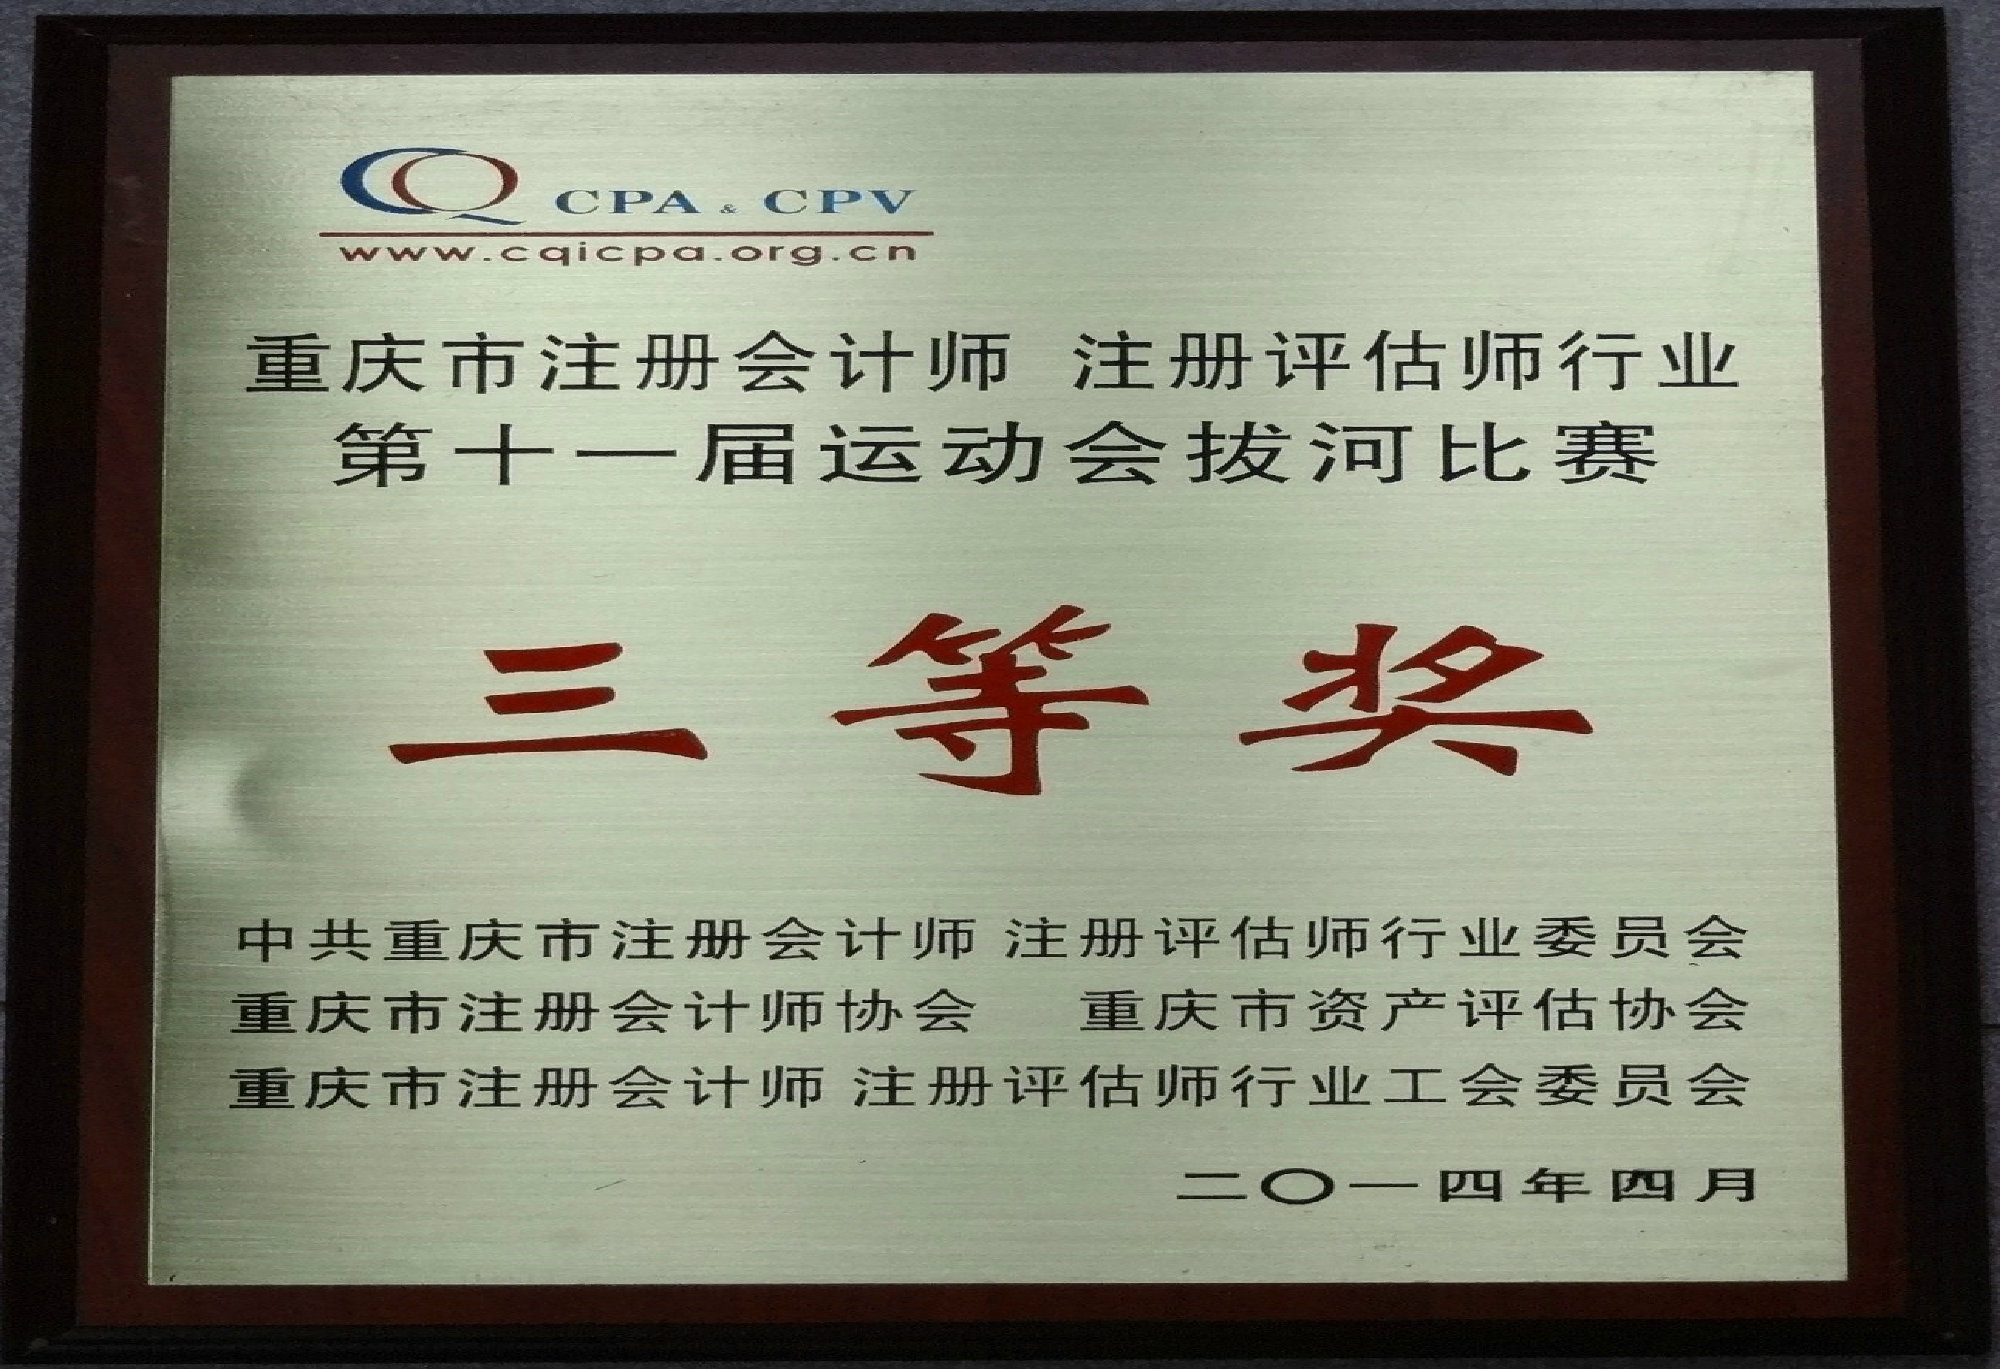 CQ CPA & CPV
www.cqicpa.org.cn
重庆市注册会计师 注册评估师行业
第十一届运动会拔河比赛
三等奖
中共重庆市注册会计师 注册评估师行业委员会
重庆市注册会计师协会 重庆市资产评估协会
重庆市注册会计师 注册评估师行业工会委员会
二〇一四年四月